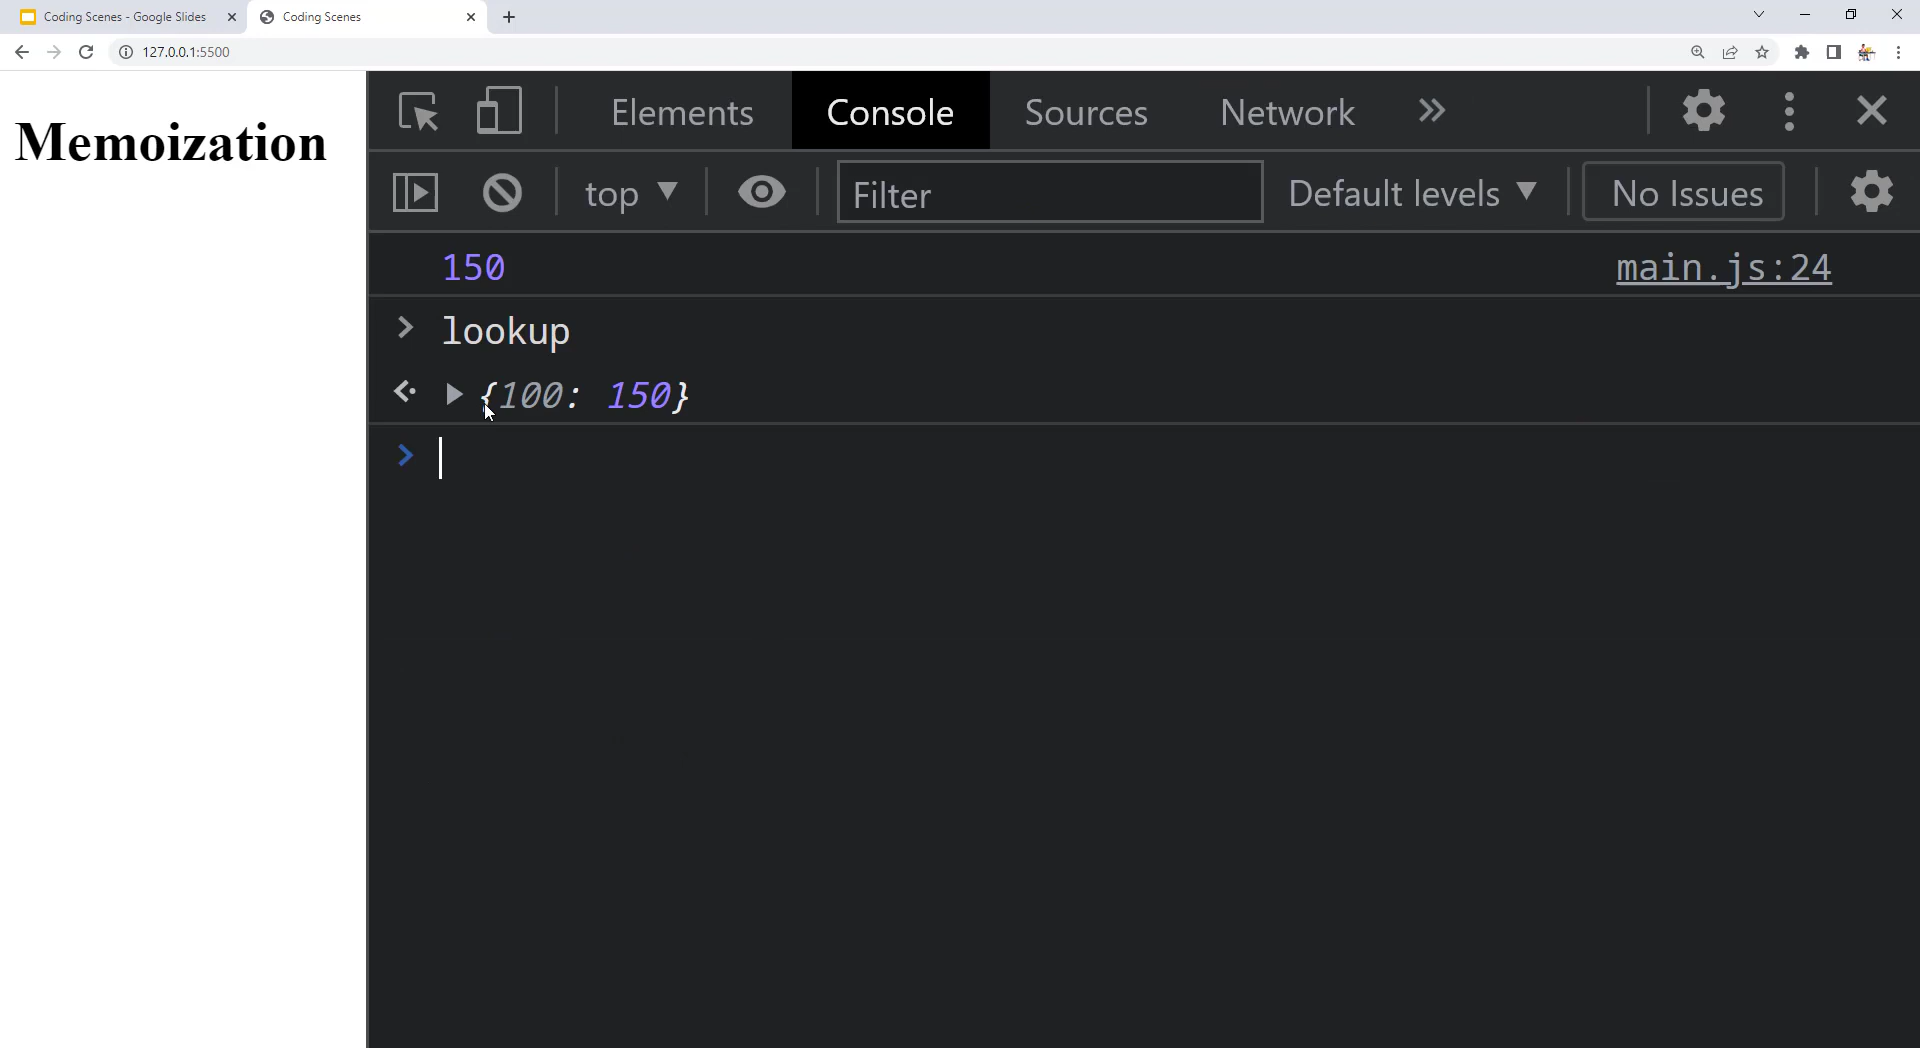 Coding Scenes - Google Slides
Coding Scenes
127.0.0.1:5500
Memoization
Elements Console Sources Network
top Filter Default levels No Issues
150 main.js:24
lookup
{100: 150}